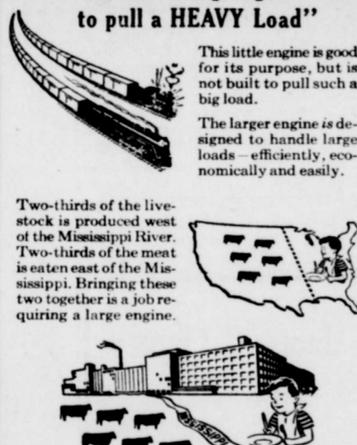 to pull a HEAVY Load”
This little engine is good
for its purpose, but is
not built to pull such a
big load.
The larger engine is de-
signed to handle large
loads – efficiently, eco-
nomically and easily.
Two-thirds of the live-
stock is produced west
of the Mississippi River.
Two-thirds of the meat
is eaten east of the Mis-
sissippi. Bringing these
two together is a job re-
quiring a large engine.